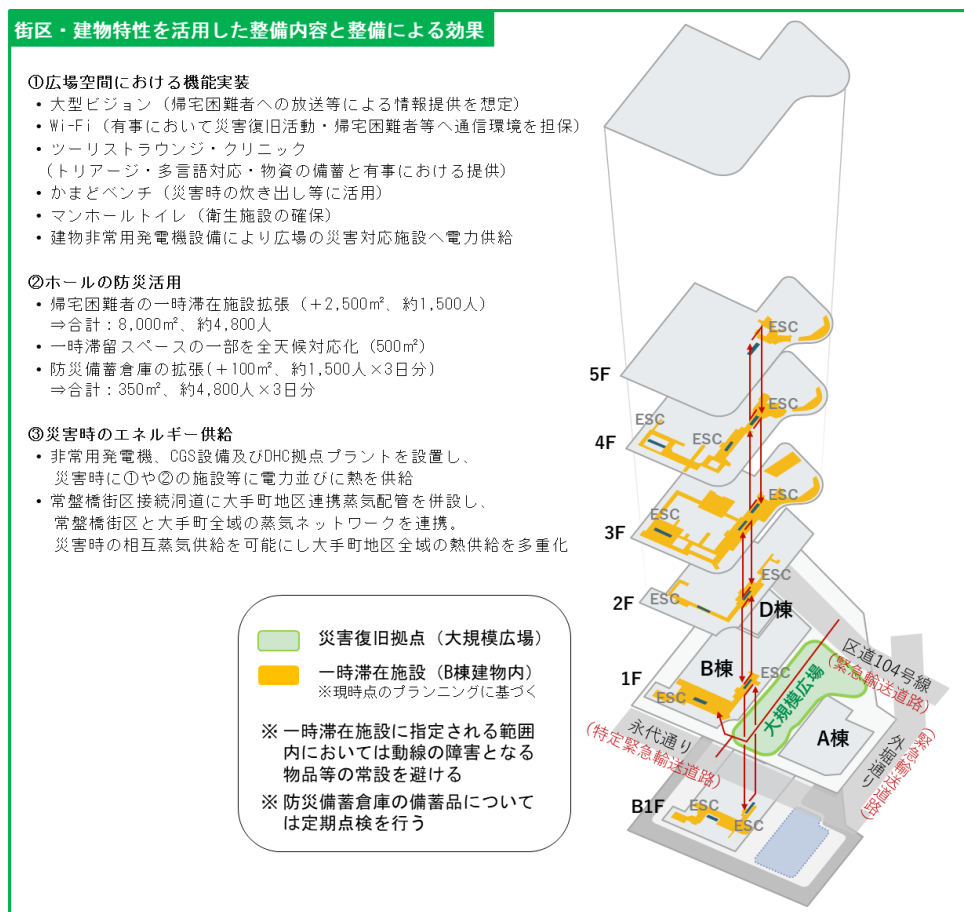 街区・建物特性を活用した整備内容と整備による効果
①広場空間における機能実装
・大型ビジョン（帰宅困難者への放送等による情報提供を想定）
・Wi-Fi（有事において災害復旧活動・帰宅困難者等へ通信環境を担保）
・ツーリストラウンジ・クリニック
（トリアージ・多言語対応・物資の備蓄と有事における提供）
・かまどベンチ（災害時の炊き出し等に活用）
・マンホールトイレ（衛生施設の確保）
・建物非常用発電機設備により広場の災害対応施設へ電力供給
②ホールの防災活用
・帰宅困難者の一時滞在施設拡張（＋2,500㎡、約1,500人）
⇒合計：8,000㎡、約4,800人
・一時滞留スペースの一部を全天候対応化（500㎡）
・防災備蓄倉庫の拡張(＋100㎡、約1,500人×3日分）
⇒合計：350㎡、約4,800人×3日分
③災害時のエネルギー供給
・非常用発電機、CGS設備及びDHC拠点プラントを設置し、
災害時に①や②の施設等に電力並びに熱を供給
・常盤橋街区接続洞道に大手町地区連携蒸気配管を併設し、
常盤橋街区と大手町全域の蒸気ネットワークを連携。
災害時の相互蒸気供給を可能にし大手町地区全域の熱供給を多重化
災害復旧拠点（大規模広場）
一時滞在施設（B棟建物内）
※現時点のプランニングに基づく
※ 一時滞在施設に指定される範囲
内においては動線の障害となる
物品等の常設を避ける
※ 防災備蓄倉庫の備蓄品について
は定期点検を行う
ESC
5F
ESC
ESC
ESC
4F
ESC
ESC
3F
ESC
ESC
2F
D棟
B棟
ESC
ESC
1F
大規模広場
A棟
区道104号線
(緊急輸送道路)
永代通り
(特定緊急輸送道路)
外堀通り
(緊急輸送道路)
B1F
ESC
ESC